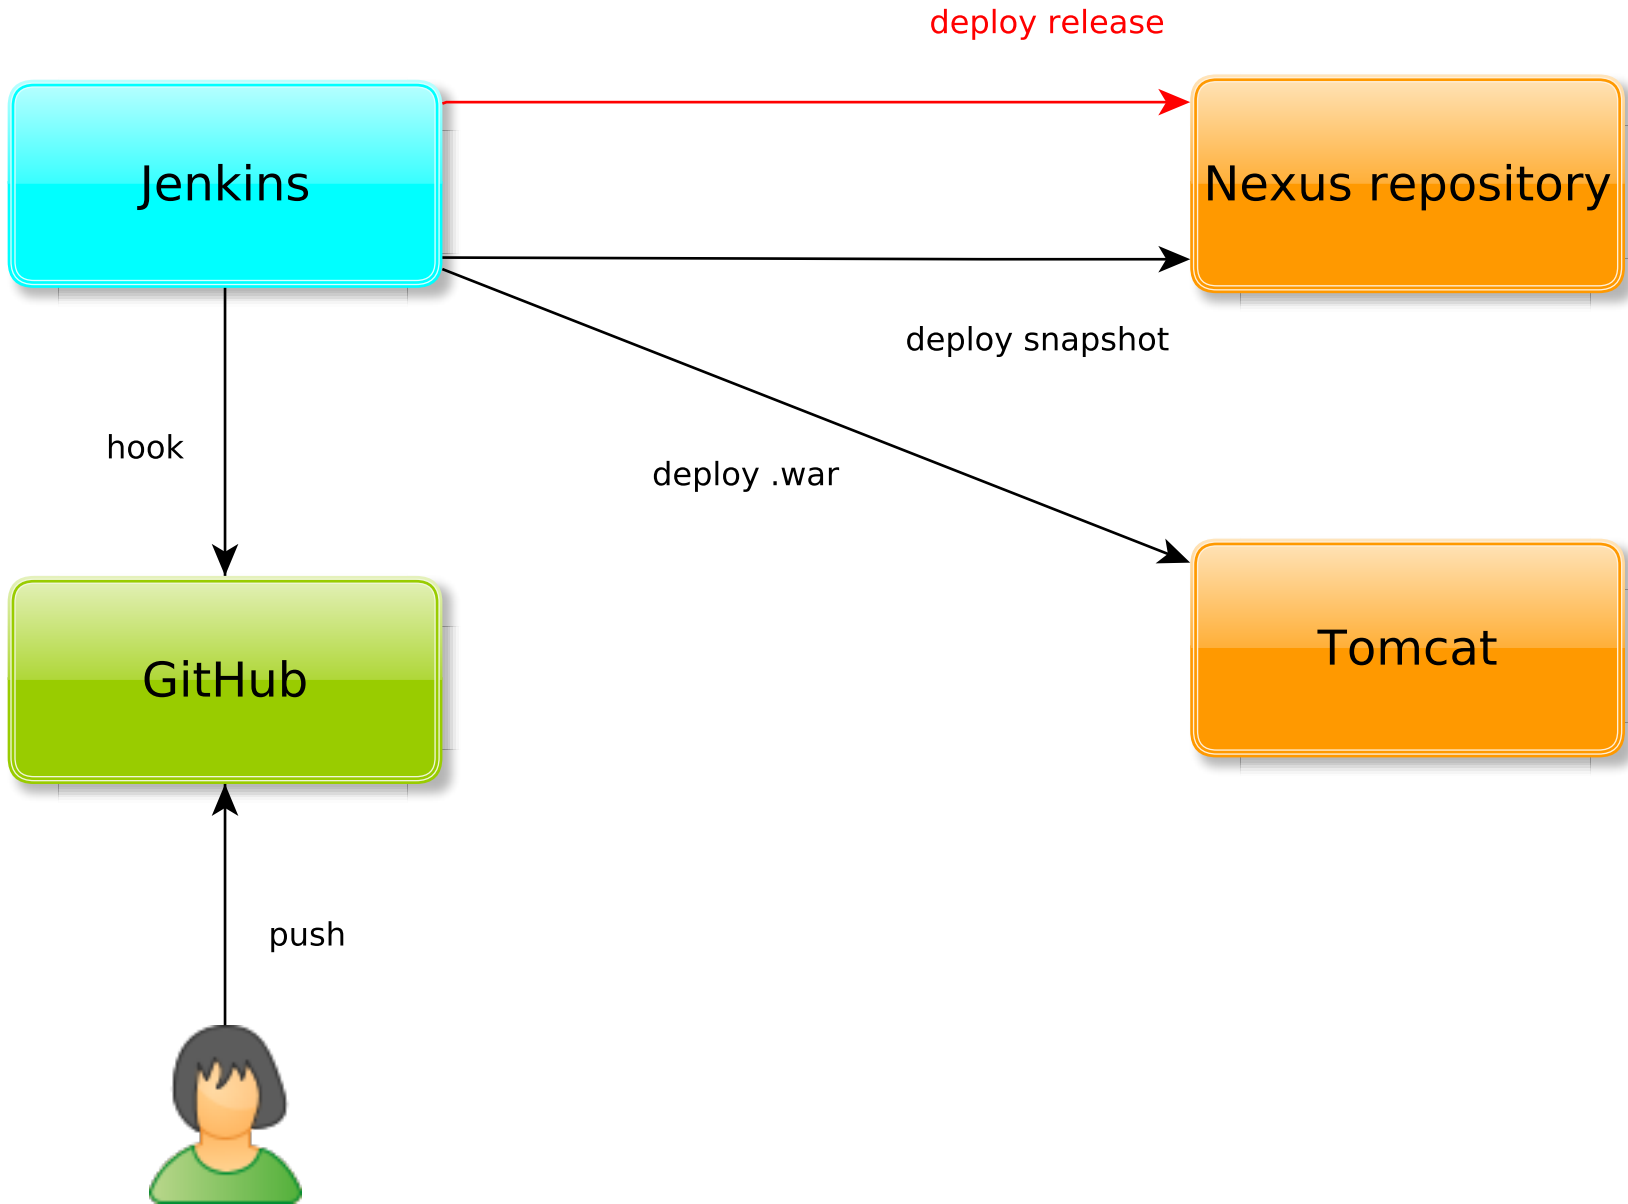 deploy release
Jenkins
Nexus repository
deploy snapshot
hook
deploy .war
Tomcat
GitHub
push